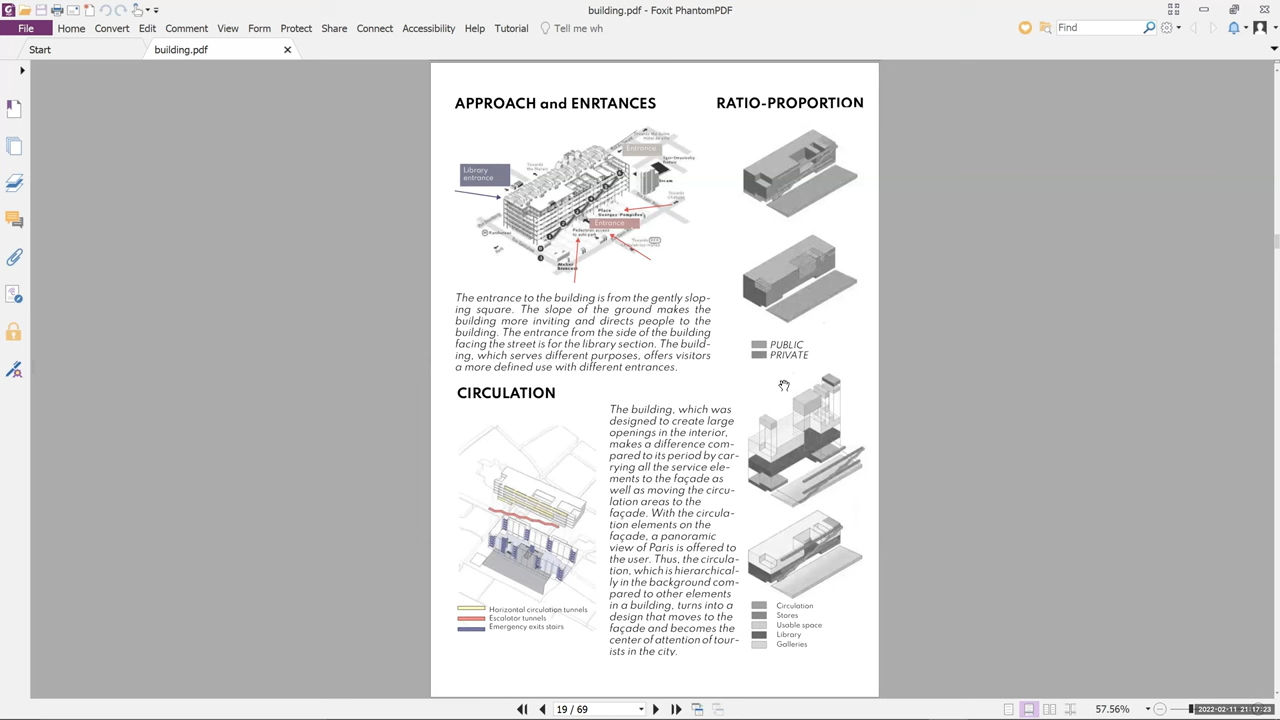 building.pdf - Foxit PhantomPDF
File Home Convert Edit Comment View Form Protect Share Connect Accessibility Help Tutorial Tell me wh
Find
Start
building.pdf
APPROACH and ENRTANCES
RATIO-PROPORTION
Entrance
Library
entrance
Place
Georges-Pompidou
Entrance
Pedestrian access
to auto park
Atelier
Brancusi
The entrance to the building is from the gently slop-
ing square. The slope of the ground makes the
building more inviting and directs people to the
building. The entrance from the side of the building
facing the street is for the library section. The build-
ing, which serves different purposes, offers visitors
a more defined use with different entrances.
PUBLIC
PRIVATE
CIRCULATION
The building, which was
designed to create large
openings in the interior,
makes a difference com-
pared to its period by car-
rying all the service ele-
ments to the façade as
well as moving the circu-
lation areas to the
façade. With the circula-
tion elements on the
façade, a panoramic
view of Paris is offered to
the user. Thus, the circula-
tion, which is hierarchical-
ly in the background com-
pared to other elements
in a building, turns into a
design that moves to the
façade and becomes the
center of attention of tour-
ists in the city.
Horizontal circulation tunnels
Escalator tunnels
Emergency exits stairs
Circulation
Stores
Usable space
Library
Galleries
19 / 69
57.56%
2022-02-11 21:17:23